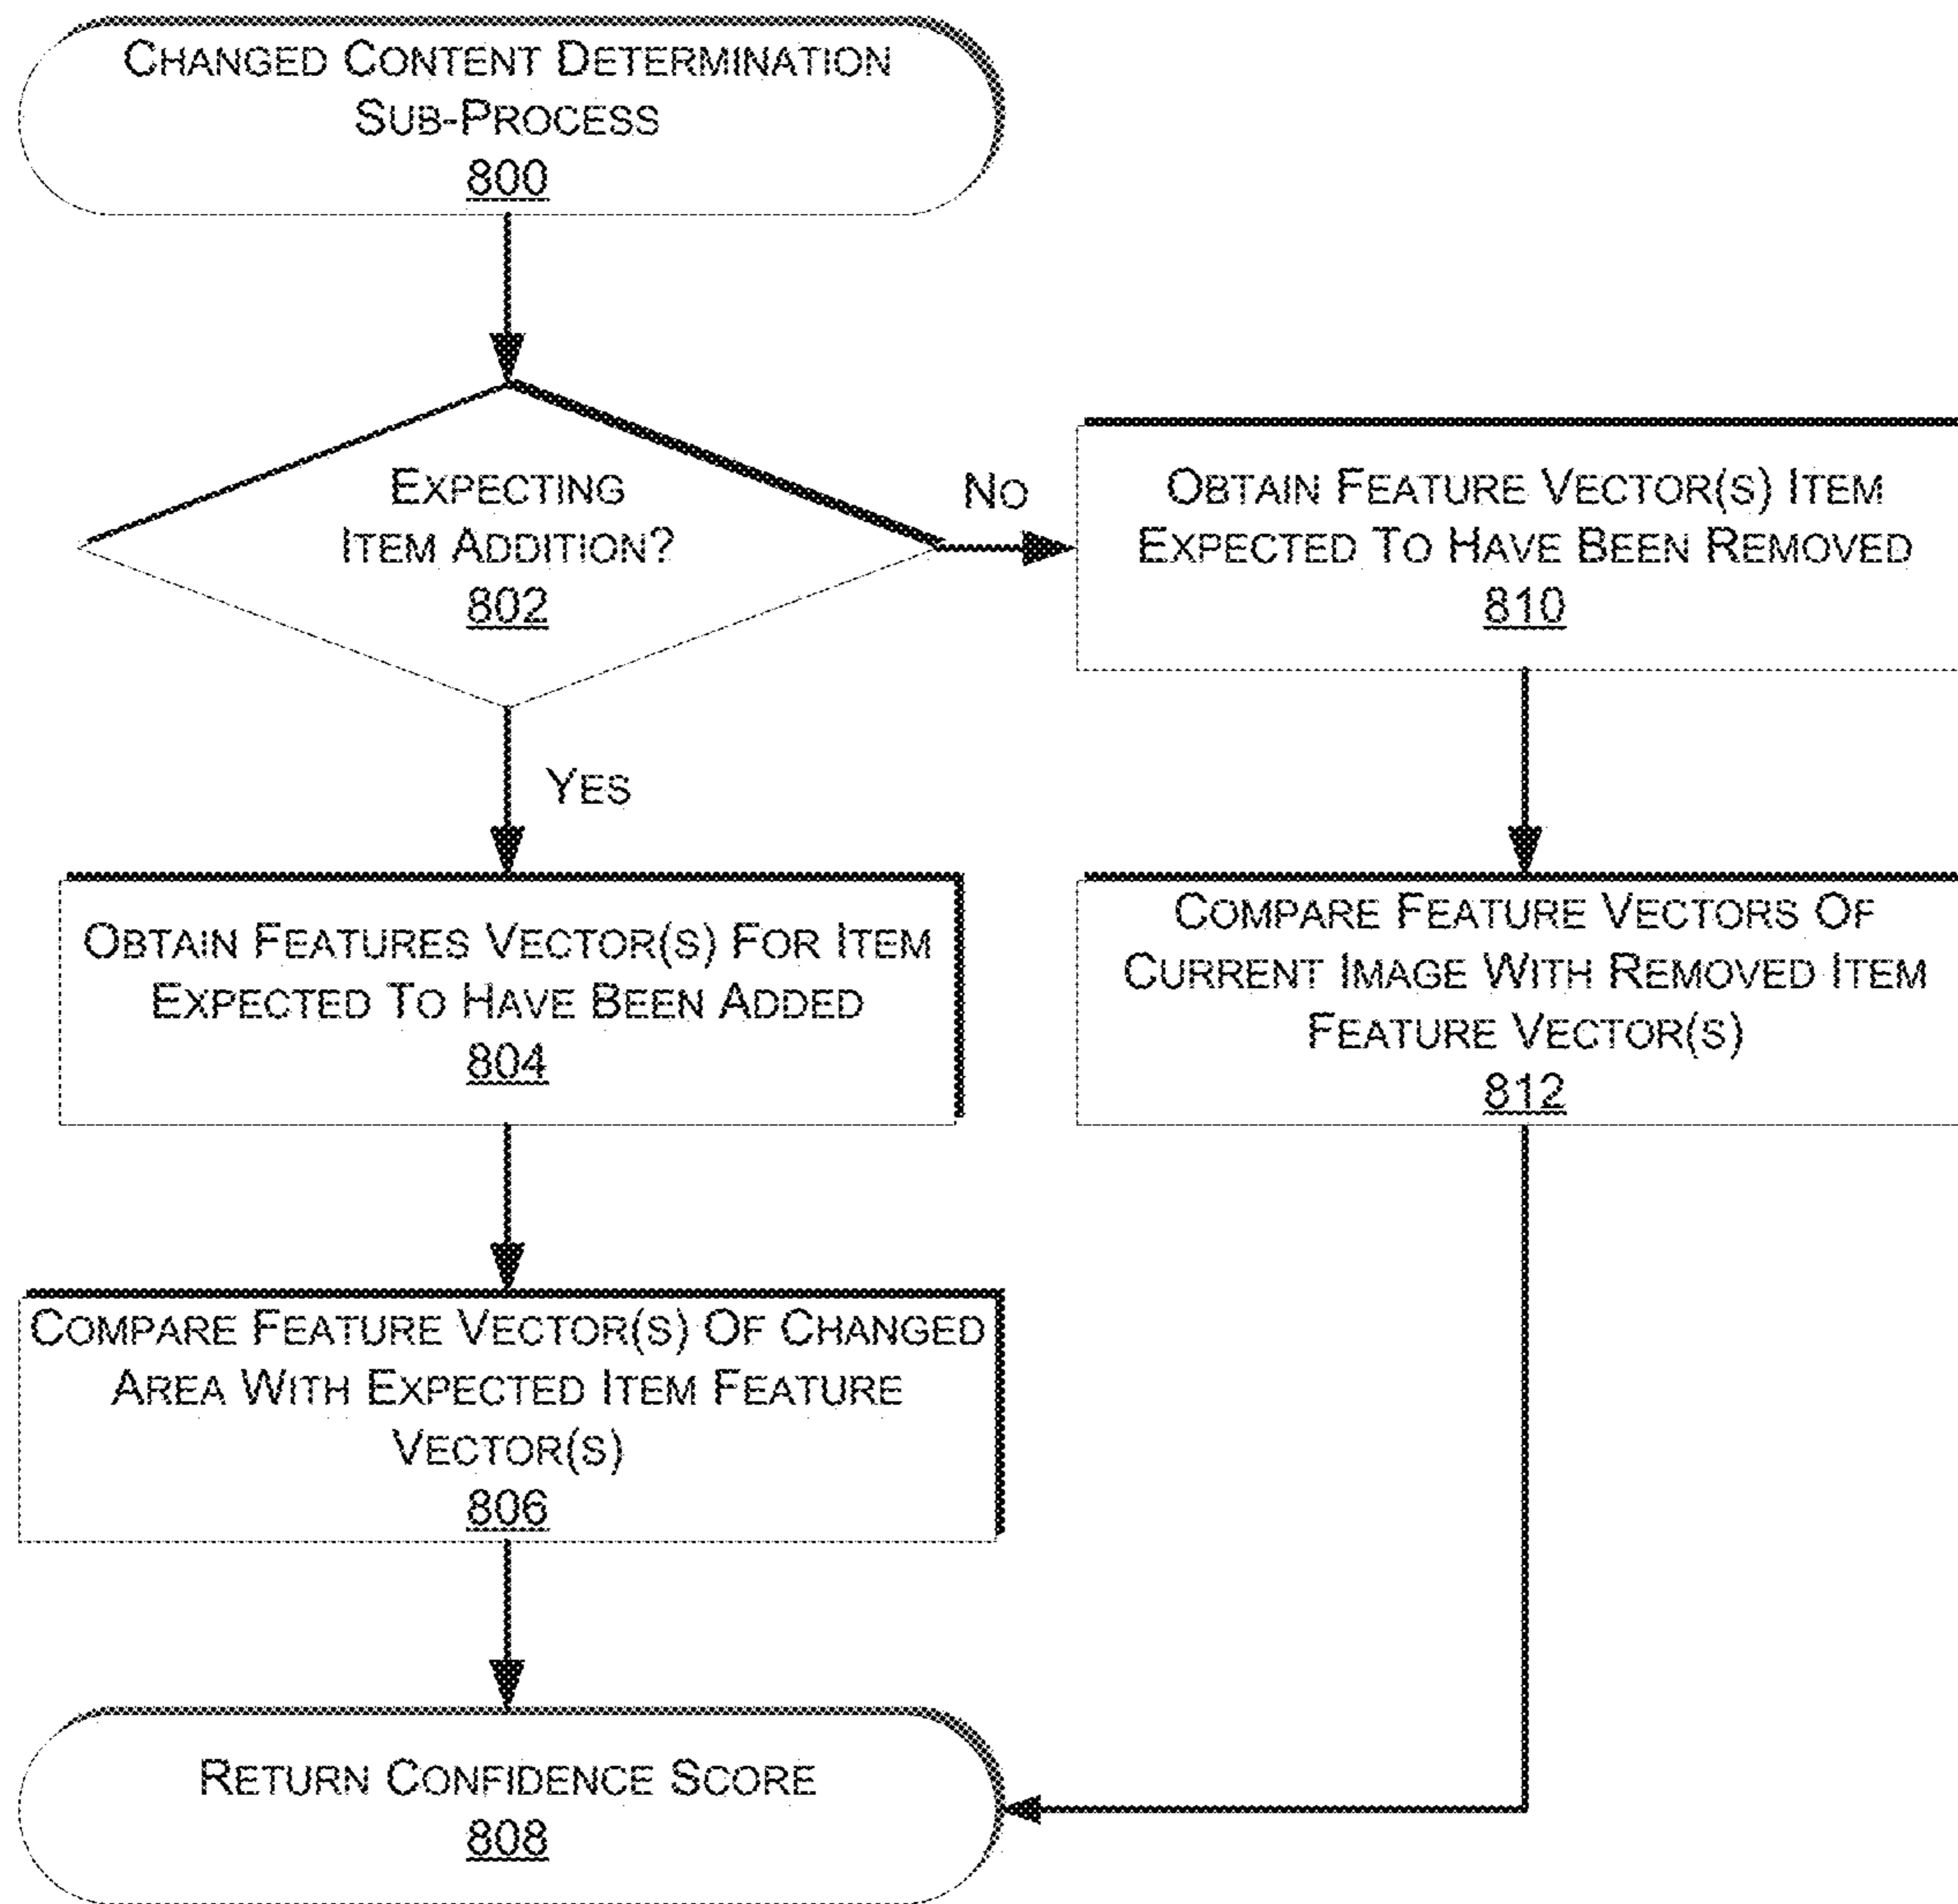 CHANGED CONTENT DETERMINATION
SUB-PROCESS
800
EXPECTING
ITEM ADDITION?
802
NO
OBTAIN FEATURE VECTOR(S) ITEM
EXPECTED TO HAVE BEEN REMOVED
810
YES
OBTAIN FEATURES VECTOR(S) FOR ITEM
EXPECTED TO HAVE BEEN ADDED
804
COMPARE FEATURE VECTORS OF
CURRENT IMAGE WITH REMOVED ITEM
FEATURE VECTOR(S)
812
COMPARE FEATURE VECTOR(S) OF CHANGED
AREA WITH EXPECTED ITEM FEATURE
VECTOR(S)
806
RETURN CONFIDENCE SCORE
808